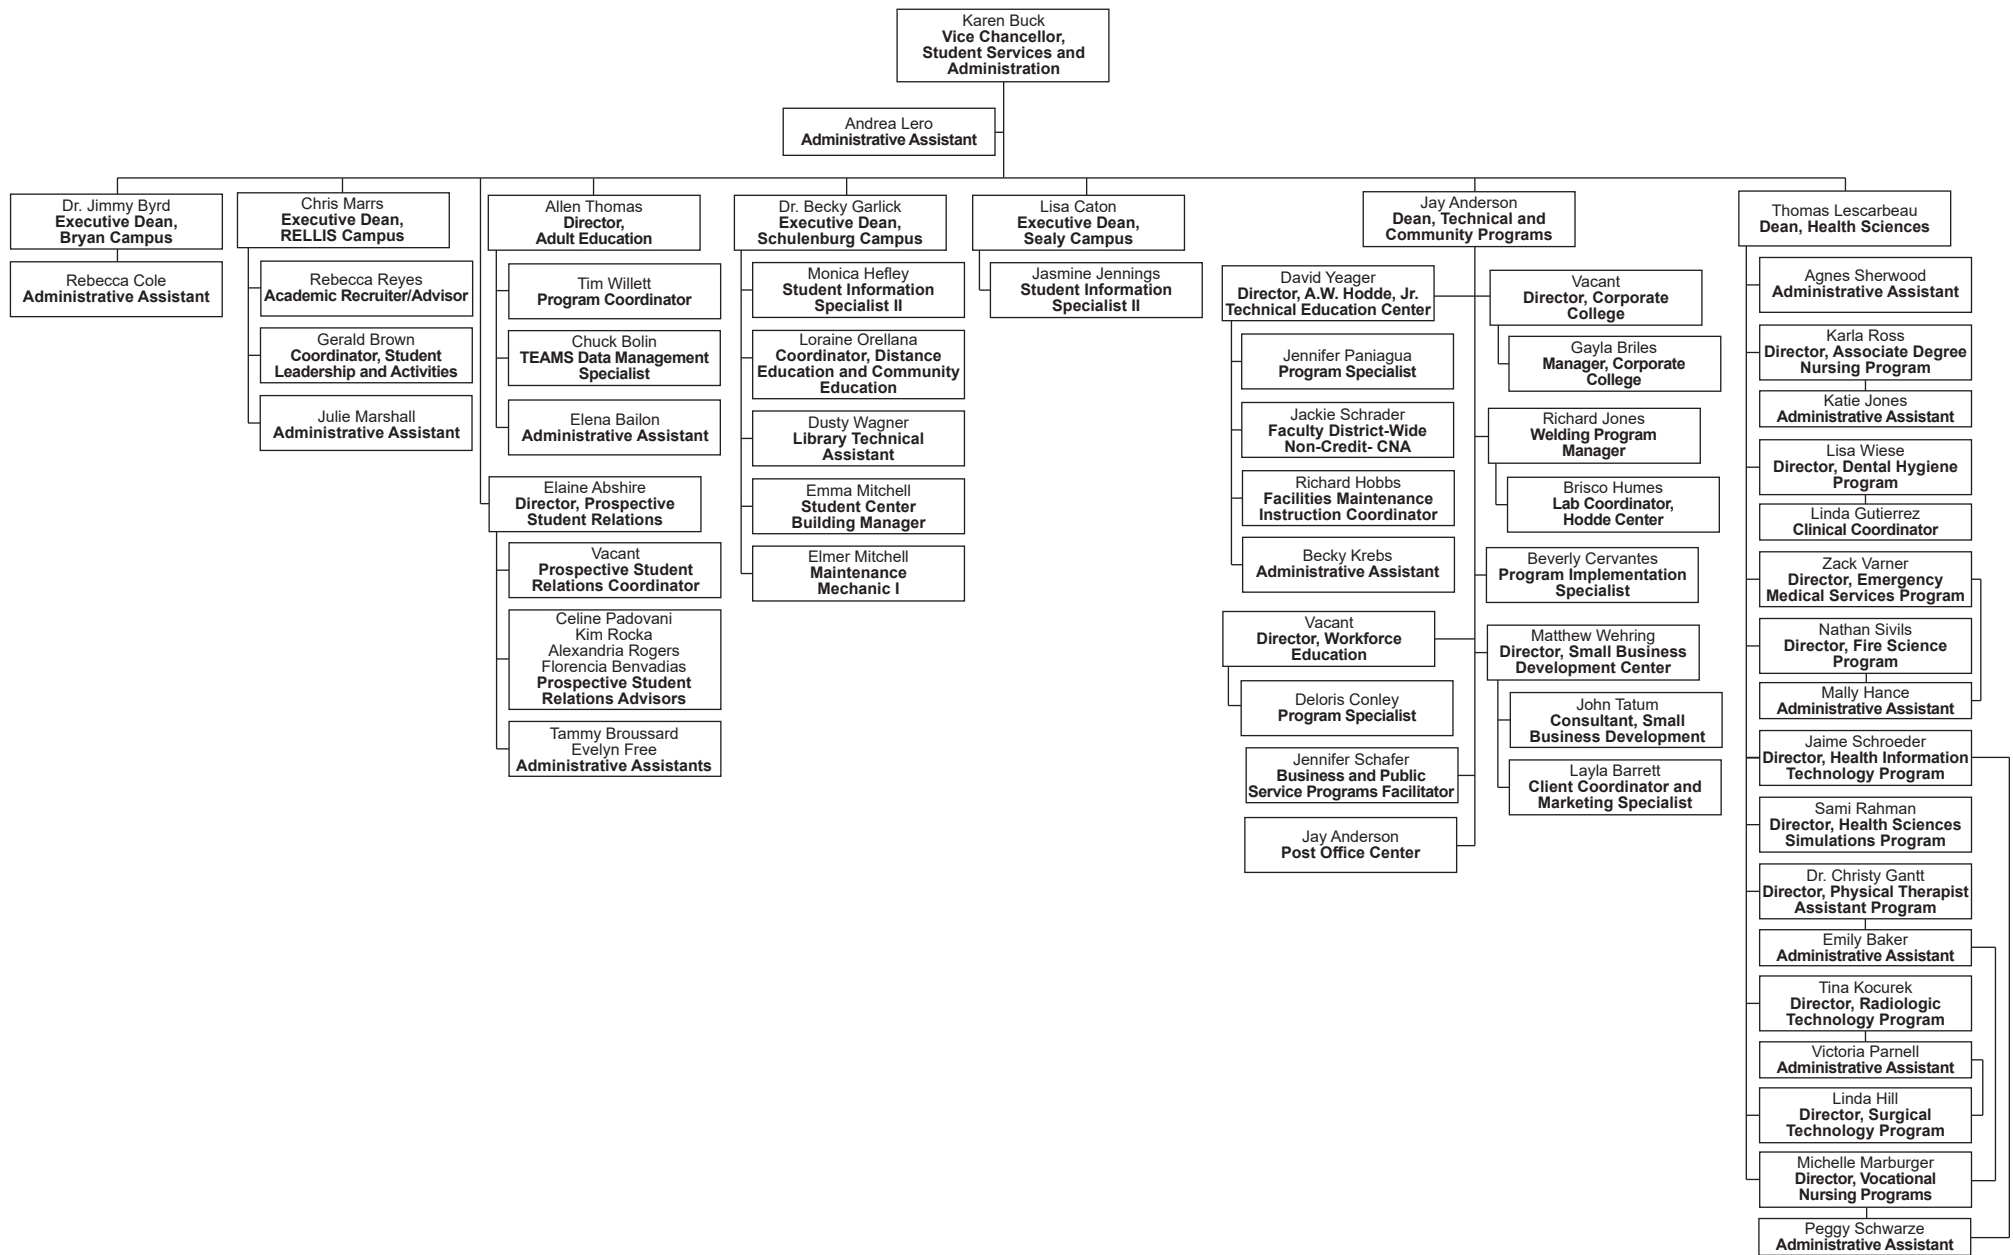 Karen Buck
Vice Chancellor,
Student Services and
Administration
Andrea Lero
Administrative Assistant
Dr. Jimmy Byrd
Executive Dean,
Bryan Campus
Rebecca Cole
Administrative Assistant
Chris Marrs
Executive Dean,
RELLIS Campus
Rebecca Reyes
Academic Recruiter/Advisor
Gerald Brown
Coordinator, Student
Leadership and Activities
Julie Marshall
Administrative Assistant
Allen Thomas
Director,
Adult Education
Tim Willett
Program Coordinator
Chuck Bolin
TEAMS Data Management
Specialist
Elena Bailon
Administrative Assistant
Elaine Abshire
Director, Prospective
Student Relations
Vacant
Prospective Student
Relations Coordinator
Celine Padovani
Kim Rocka
Alexandria Rogers
Florencia Benvadias
Prospective Student
Relations Advisors
Tammy Broussard
Evelyn Free
Administrative Assistants
Dr. Becky Garlick
Executive Dean,
Schulenburg Campus
Monica Hefley
Student Information
Specialist II
Loraine Orellana
Coordinator, Distance
Education and Community
Education
Dusty Wagner
Library Technical
Assistant
Emma Mitchell
Student Center
Building Manager
Elmer Mitchell
Maintenance
Mechanic I
Lisa Caton
Executive Dean,
Sealy Campus
Jasmine Jennings
Student Information
Specialist II
Jay Anderson
Dean, Technical and
Community Programs
David Yeager
Director, A.W. Hodde, Jr.
Technical Education Center
Jennifer Paniagua
Program Specialist
Jackie Schrader
Faculty District-Wide
Non-Credit- CNA
Richard Hobbs
Facilities Maintenance
Instruction Coordinator
Becky Krebs
Administrative Assistant
Vacant
Director, Workforce
Education
Deloris Conley
Program Specialist
Jennifer Schafer
Business and Public
Service Programs Facilitator
Jay Anderson
Post Office Center
Vacant
Director, Corporate
College
Gayla Briles
Manager, Corporate
College
Richard Jones
Welding Program
Manager
Brisco Humes
Lab Coordinator,
Hodde Center
Beverly Cervantes
Program Implementation
Specialist
Matthew Wehring
Director, Small Business
Development Center
John Tatum
Consultant, Small
Business Development
Layla Barrett
Client Coordinator and
Marketing Specialist
Thomas Lescarbeau
Dean, Health Sciences
Agnes Sherwood
Administrative Assistant
Karla Ross
Director, Associate Degree
Nursing Program
Katie Jones
Administrative Assistant
Lisa Wiese
Director, Dental Hygiene
Program
Linda Gutierrez
Clinical Coordinator
Zack Varner
Director, Emergency
Medical Services Program
Nathan Sivils
Director, Fire Science
Program
Mally Hance
Administrative Assistant
Jaime Schroeder
Director, Health Information
Technology Program
Sami Rahman
Director, Health Sciences
Simulations Program
Dr. Christy Gantt
Director, Physical Therapist
Assistant Program
Emily Baker
Administrative Assistant
Tina Kocurek
Director, Radiologic
Technology Program
Victoria Parnell
Administrative Assistant
Linda Hill
Director, Surgical
Technology Program
Michelle Marburger
Director, Vocational
Nursing Programs
Peggy Schwarze
Administrative Assistant